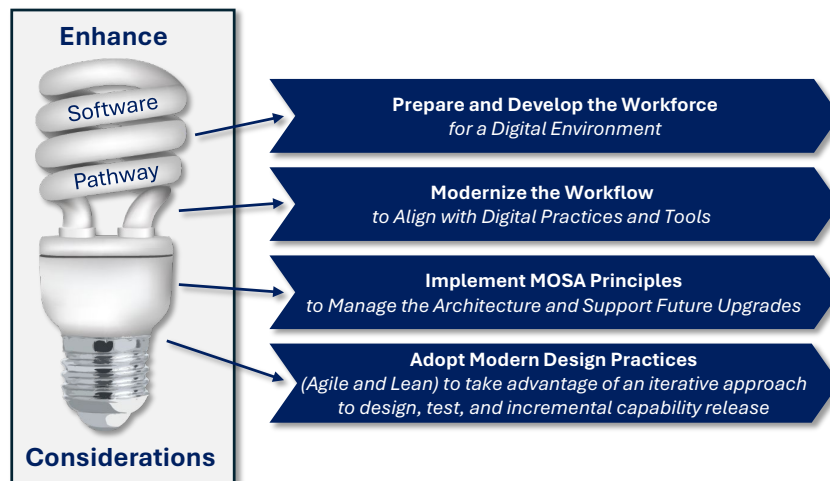 Enhance
Software
Pathway
Considerations
Prepare and Develop the Workforce
for a Digital Environment
Modernize the Workflow
to Align with Digital Practices and Tools
Implement MOSA Principles
to Manage the Architecture and Support Future Upgrades
Adopt Modern Design Practices
(Agile and Lean) to take advantage of an iterative approach
to design, test, and incremental capability release